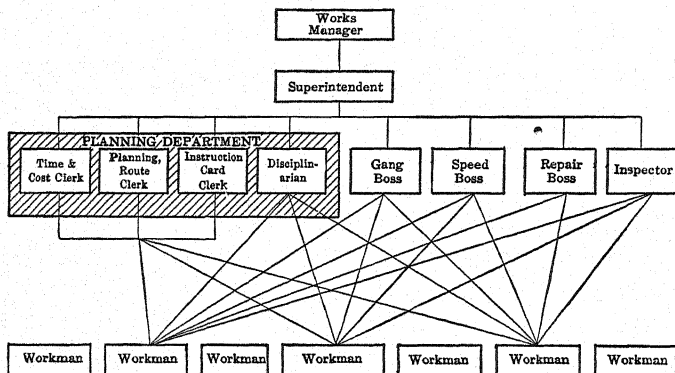 Works
Manager
Superintendent
PLANNING DEPARTMENT
Time &
Cost Clerk
Planning,
Route
Clerk
Instruction
Card
Clerk
Disciplin-
arian
Gang
Boss
Speed
Boss
Repair
Boss
Inspector
Workman
Workman
Workman
Workman
Workman
Workman
Workman